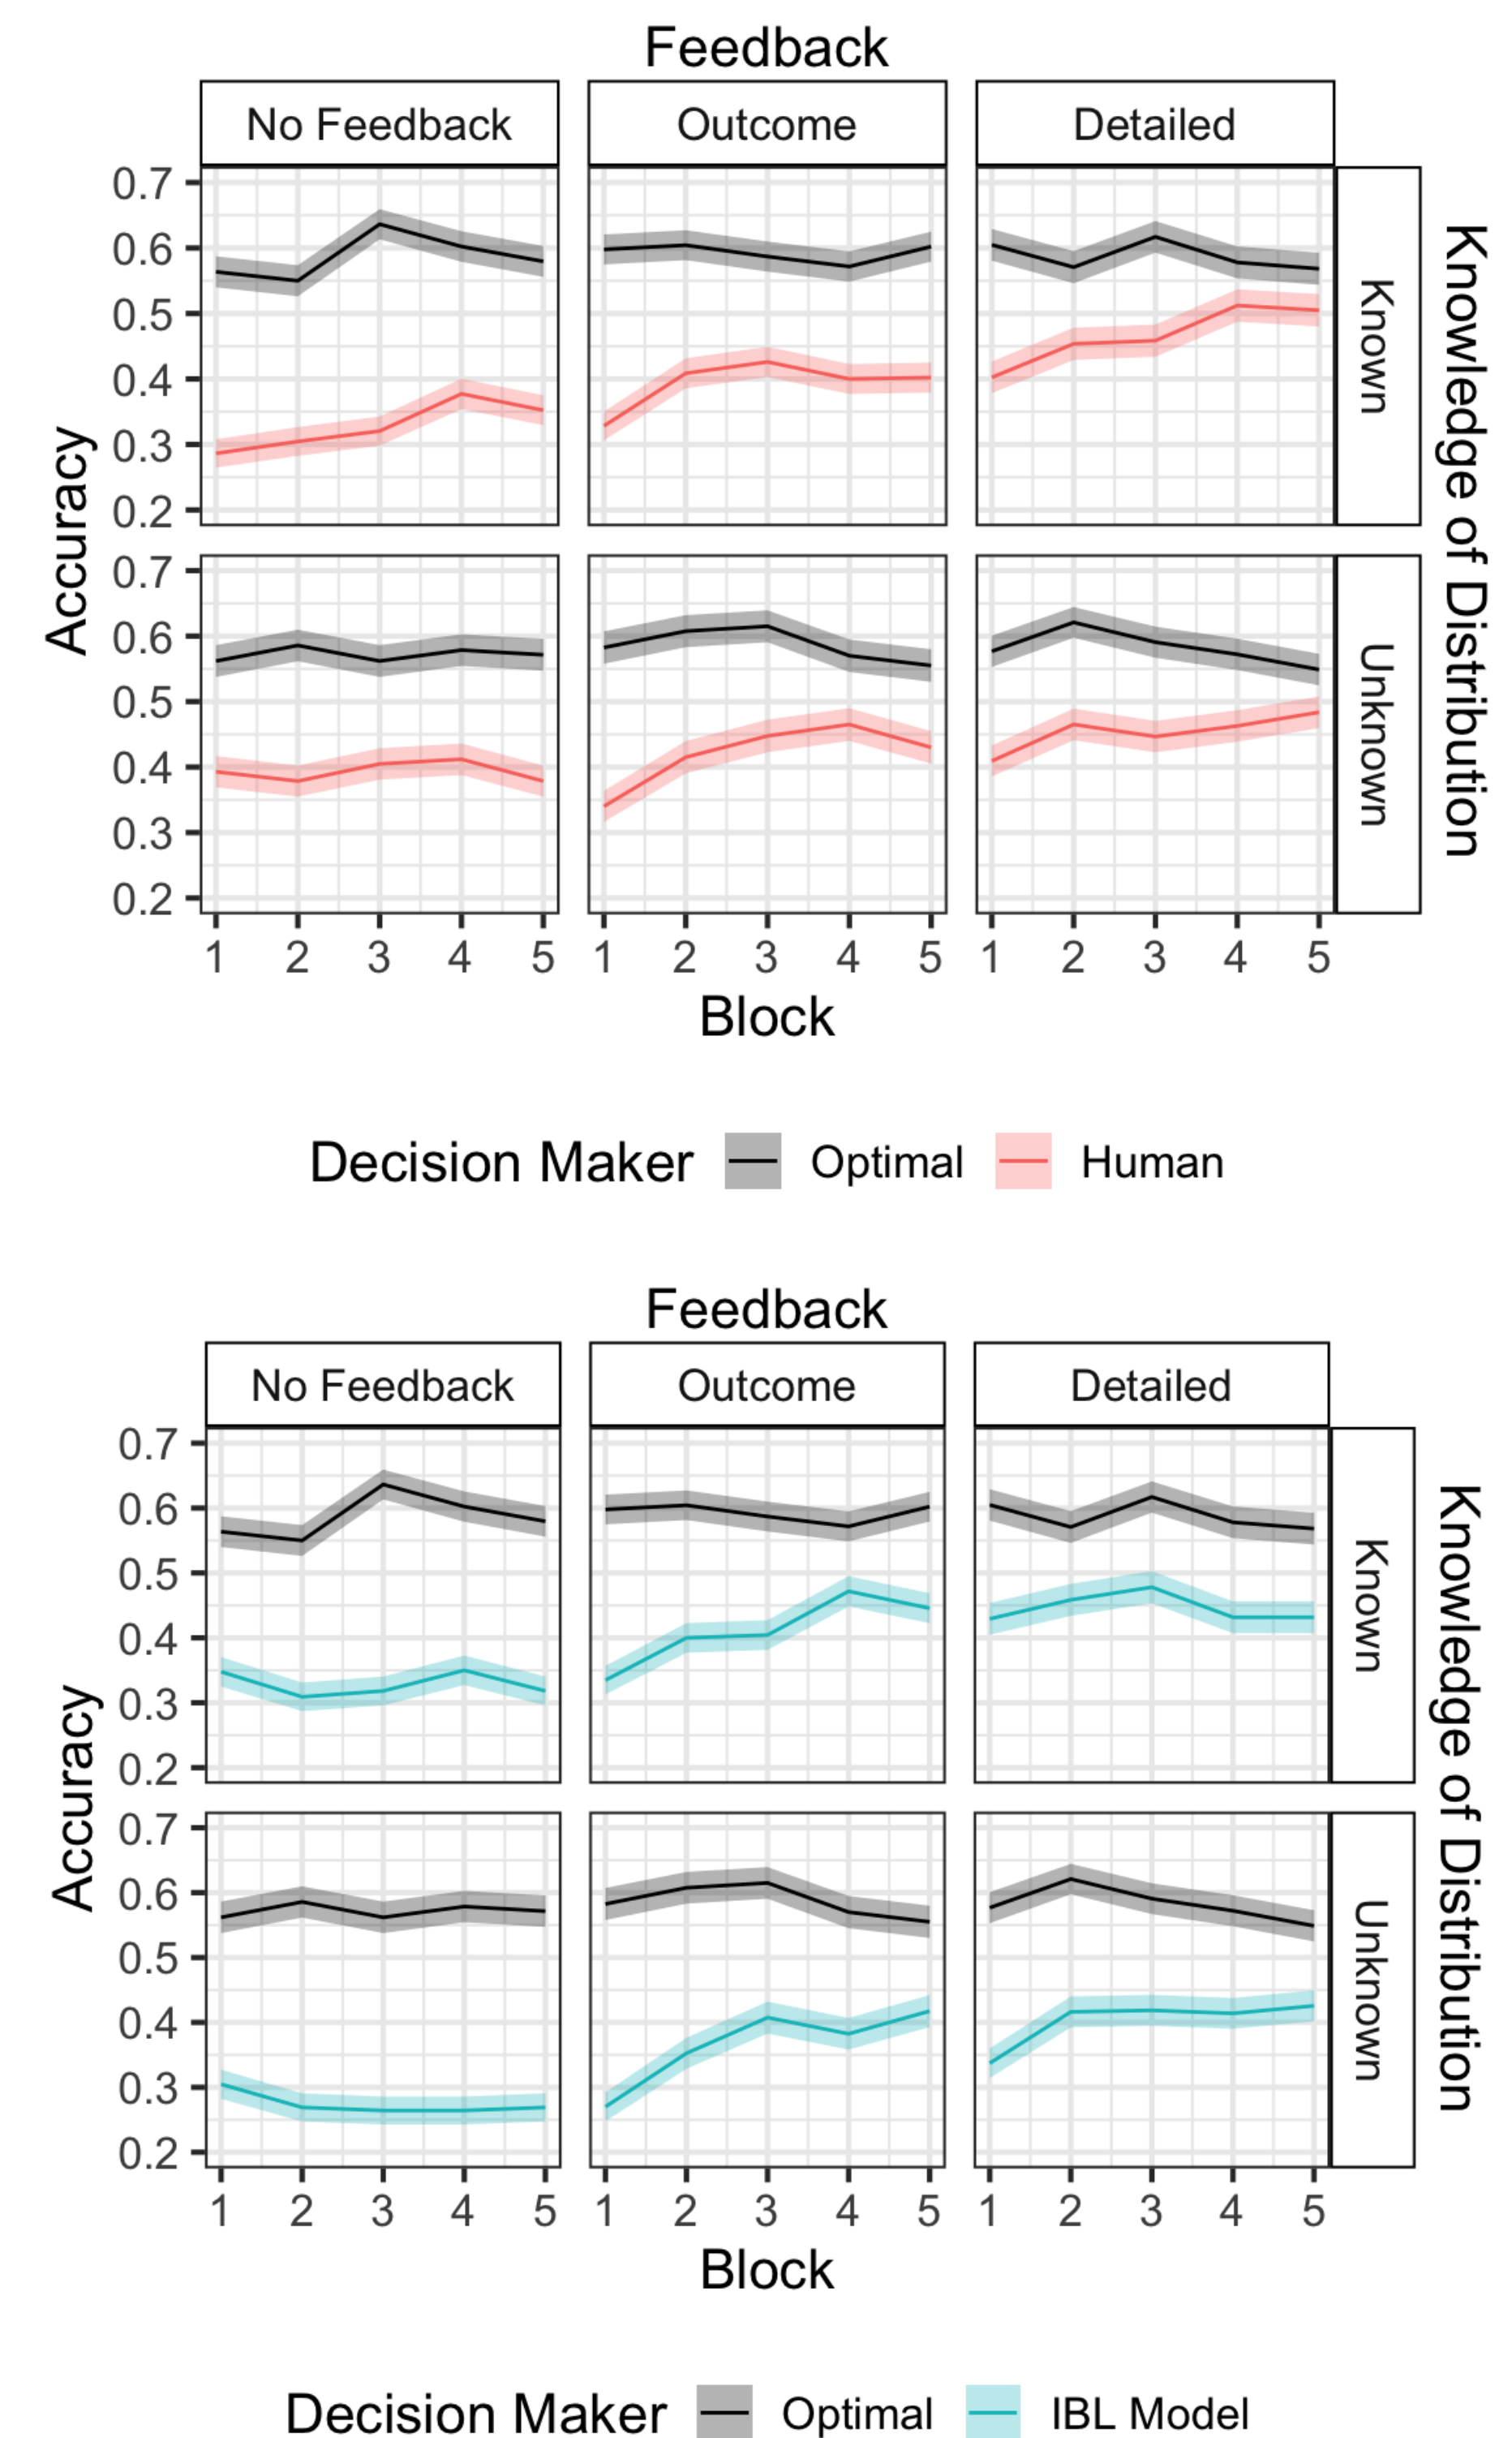 Feedback
No Feedback Outcome Detailed
0.7
0.6
0.5
0.4
0.3
0.2
Known
0.7
0.6
0.5
0.4
0.3
0.2
Unknown
Accuracy
Knowledge of Distribution
1 2 3 4 5 1 2 3 4 5 1 2 3 4 5
Block
Decision Maker Optimal Human
Feedback
No Feedback Outcome Detailed
0.7
0.6
0.5
0.4
0.3
0.2
Known
0.7
0.6
0.5
0.4
0.3
0.2
Unknown
Accuracy
Knowledge of Distribution
1 2 3 4 5 1 2 3 4 5 1 2 3 4 5
Block
Decision Maker Optimal IBL Model